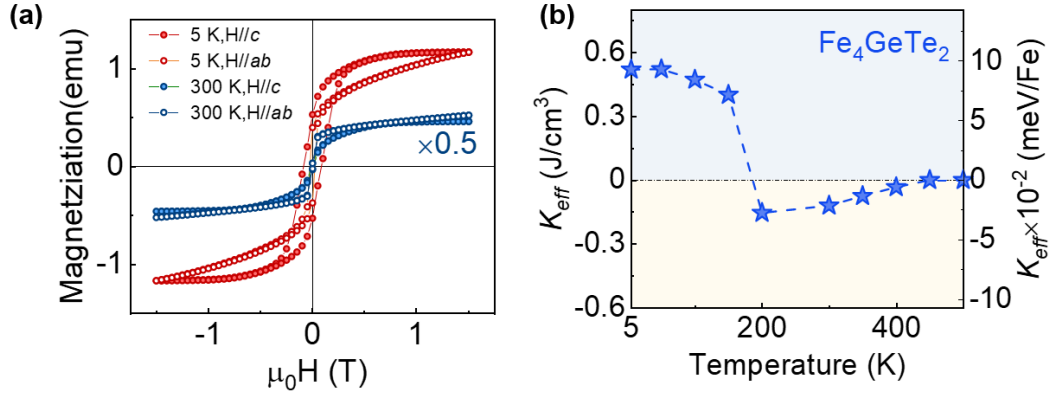 (a)
Magnetziation(emu)
1
0
-1
5 K,H//c
5 K,H//ab
300 K,H//c
300 K,H//ab
×0.5
-1 0 1
μ₀H (T)
(b)
K_eff (J/cm³)
0.6
0.3
0
-0.3
-0.6
Fe₄GeTe₂
10
5
0
-5
-10
K_eff×10⁻² (meV/Fe)
5 200 400
Temperature (K)